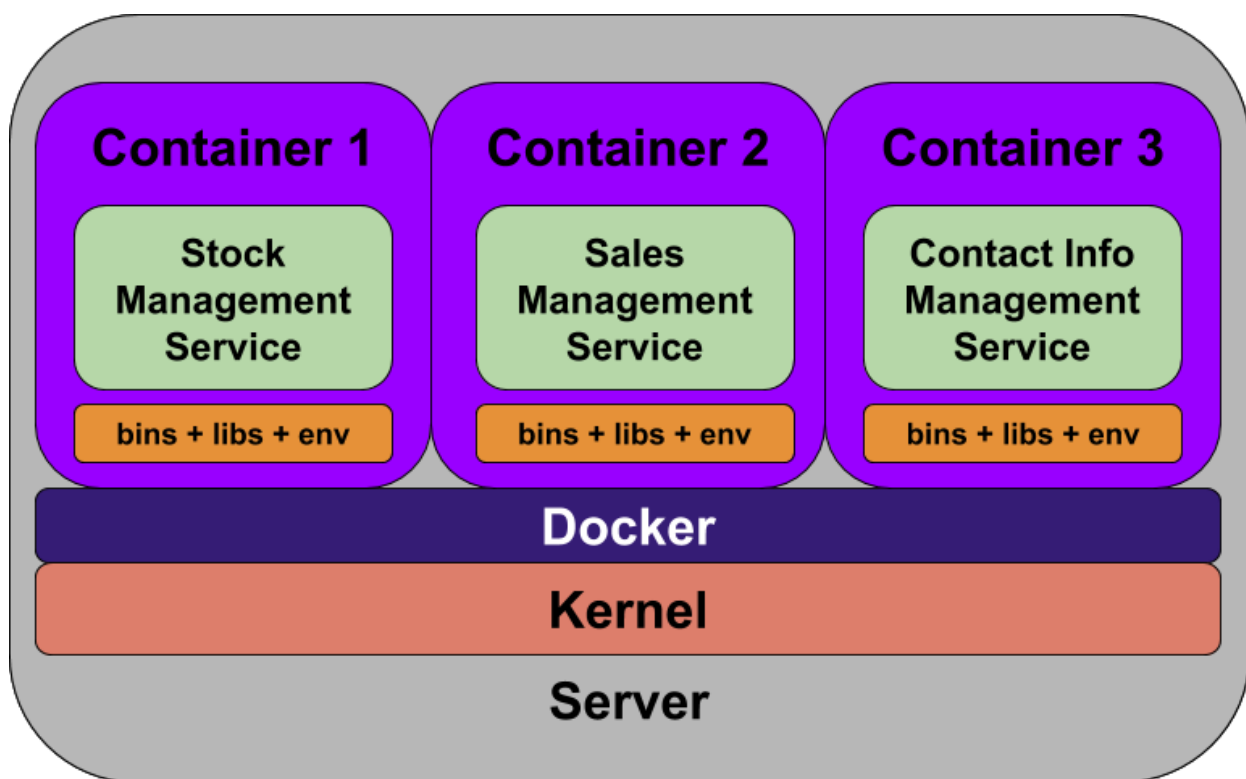 Container 1
Stock
Management
Service
bins + libs + env
Container 2
Sales
Management
Service
bins + libs + env
Container 3
Contact Info
Management
Service
bins + libs + env
Docker
Kernel
Server